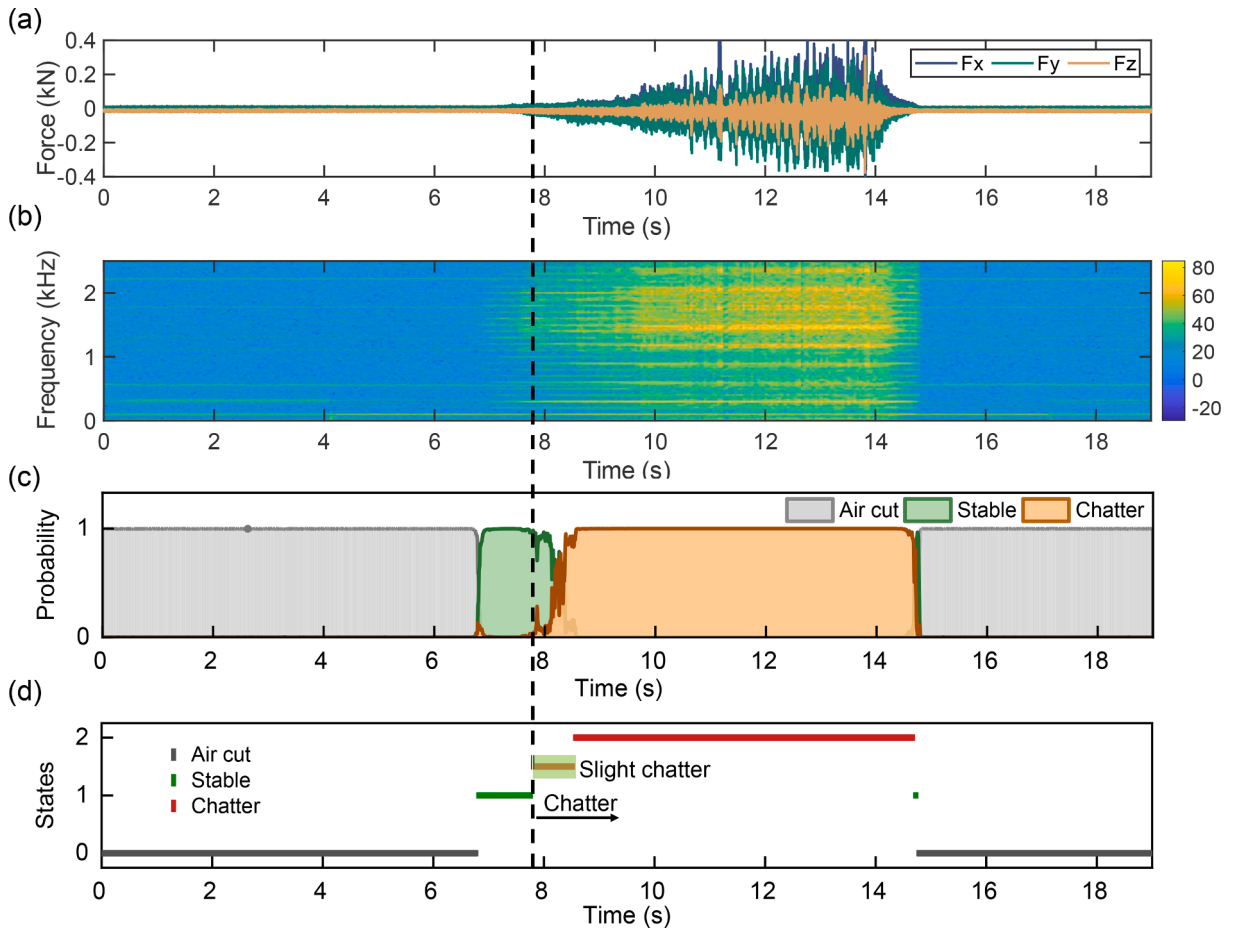 (a)
0.4
0.2
0
-0.2
-0.4
Force (kN)
Fx Fy Fz
0 2 4 6 8 10 12 14 16 18
Time (s)
(b)
2
1
0
Frequency (kHz)
80
60
40
20
0
-20
0 2 4 6 8 10 12 14 16 18
Time (s)
(c)
1
0
Probability
Air cut Stable Chatter
0 2 4 6 8 10 12 14 16 18
Time (s)
(d)
2
1
0
States
Air cut
Stable
Chatter
Slight chatter
Chatter
0 2 4 6 8 10 12 14 16 18
Time (s)